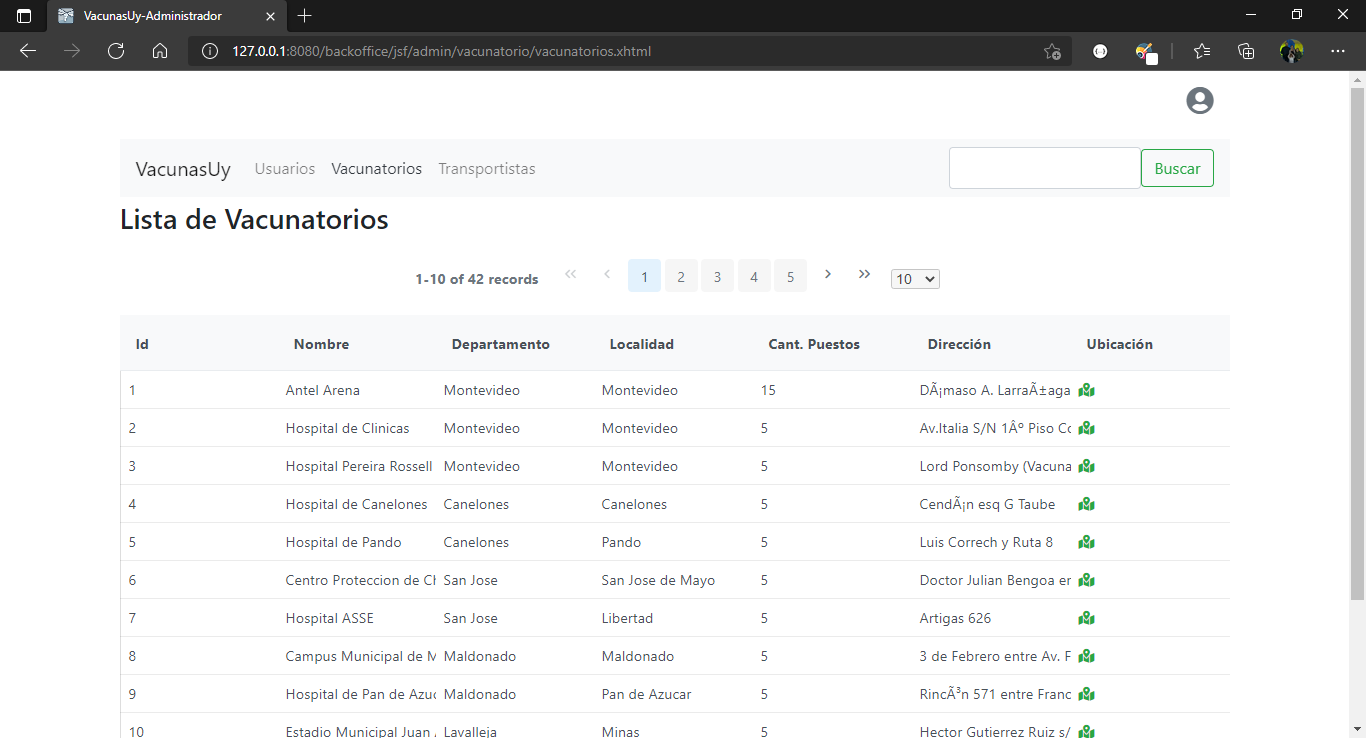 VacunasUy-Administrador
127.0.0.1:8080/backoffice/jsf/admin/vacunatorio/vacunatorios.xhtml
VacunasUy Usuarios Vacunatorios Transportistas Buscar
Lista de Vacunatorios
1-10 of 42 records 1 2 3 4 5 10
Id Nombre Departamento Localidad Cant. Puestos Dirección Ubicación
1 Antel Arena Montevideo Montevideo 15 DÃ¡maso A. LarraÃ±aga
2 Hospital de Clinicas Montevideo Montevideo 5 Av.Italia S/N 1Âº Piso Cc
3 Hospital Pereira Rossell Montevideo Montevideo 5 Lord Ponsomby (Vacuna
4 Hospital de Canelones Canelones Canelones 5 CendÃ¡n esq G Taube
5 Hospital de Pando Canelones Pando 5 Luis Correch y Ruta 8
6 Centro Proteccion de Ch San Jose San Jose de Mayo 5 Doctor Julian Bengoa en
7 Hospital ASSE San Jose Libertad 5 Artigas 626
8 Campus Municipal de M Maldonado Maldonado 5 3 de Febrero entre Av. F
9 Hospital de Pan de Azuc Maldonado Pan de Azucar 5 RincÃ³n 571 entre Franc
10 Estadio Municipal Juan Lavalleja Minas 5 Hector Gutierrez Ruiz s/